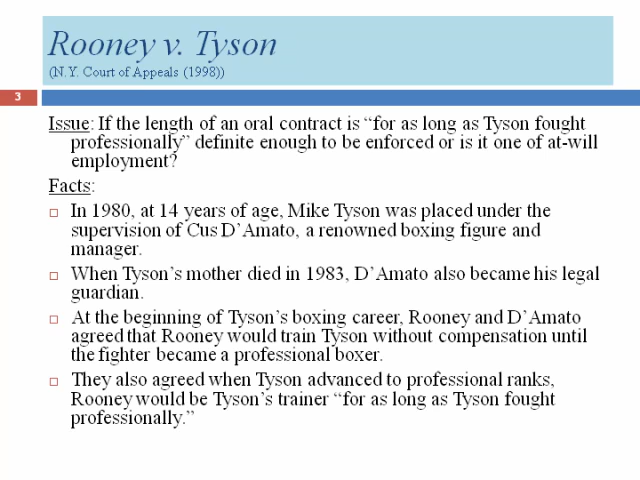 Rooney v. Tyson
(N.Y. Court of Appeals (1998))
3
Issue: If the length of an oral contract is “for as long as Tyson fought
professionally” definite enough to be enforced or is it one of at-will
employment?
Facts:
In 1980, at 14 years of age, Mike Tyson was placed under the
supervision of Cus D’Amato, a renowned boxing figure and
manager.
When Tyson’s mother died in 1983, D’Amato also became his legal
guardian.
At the beginning of Tyson’s boxing career, Rooney and D’Amato
agreed that Rooney would train Tyson without compensation until
the fighter became a professional boxer.
They also agreed when Tyson advanced to professional ranks,
Rooney would be Tyson’s trainer “for as long as Tyson fought
professionally.”